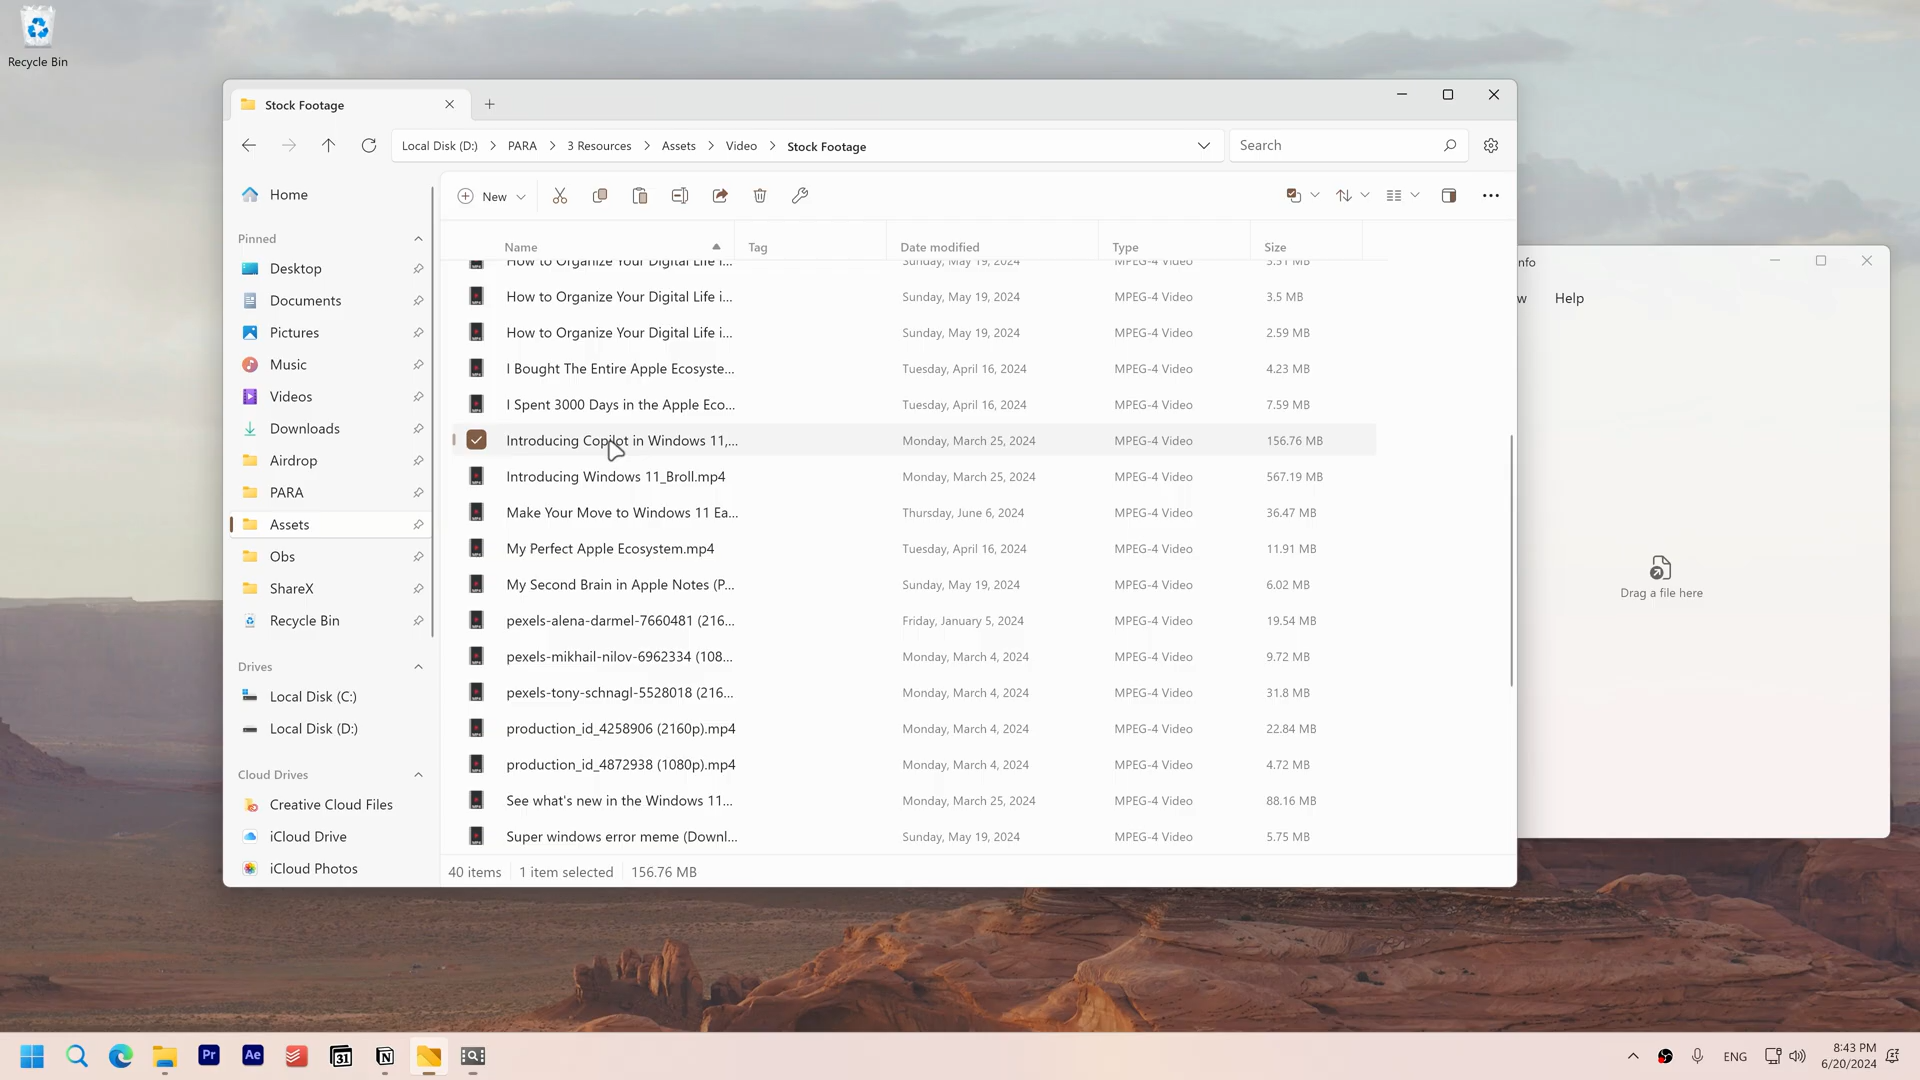 Recycle Bin
Stock Footage
Local Disk (D:) PARA 3 Resources Assets Video Stock Footage
Search
Home
New
Pinned
Name Tag Date modified Type Size
How to Organize Your Digital Life i... Sunday, May 19, 2024 MPEG-4 Video 3.51 MB
nfo
Desktop
How to Organize Your Digital Life i... Sunday, May 19, 2024 MPEG-4 Video 3.5 MB
w Help
Documents
Pictures
How to Organize Your Digital Life i... Sunday, May 19, 2024 MPEG-4 Video 2.59 MB
Music
I Bought The Entire Apple Ecosyste... Tuesday, April 16, 2024 MPEG-4 Video 4.23 MB
Videos
I Spent 3000 Days in the Apple Eco... Tuesday, April 16, 2024 MPEG-4 Video 7.59 MB
Downloads
Introducing Copilot in Windows 11,... Monday, March 25, 2024 MPEG-4 Video 156.76 MB
Airdrop
Introducing Windows 11_Broll.mp4 Monday, March 25, 2024 MPEG-4 Video 567.19 MB
PARA
Make Your Move to Windows 11 Ea... Thursday, June 6, 2024 MPEG-4 Video 36.47 MB
Assets
My Perfect Apple Ecosystem.mp4 Tuesday, April 16, 2024 MPEG-4 Video 11.91 MB
Obs
My Second Brain in Apple Notes (P... Sunday, May 19, 2024 MPEG-4 Video 6.02 MB
ShareX
Drag a file here
Recycle Bin
pexels-alena-darmel-7660481 (216... Friday, January 5, 2024 MPEG-4 Video 19.54 MB
pexels-mikhail-nilov-6962334 (108... Monday, March 4, 2024 MPEG-4 Video 9.72 MB
Drives
pexels-tony-schnagl-5528018 (216... Monday, March 4, 2024 MPEG-4 Video 31.8 MB
Local Disk (C:)
production_id_4258906 (2160p).mp4 Monday, March 4, 2024 MPEG-4 Video 22.84 MB
Local Disk (D:)
production_id_4872938 (1080p).mp4 Monday, March 4, 2024 MPEG-4 Video 4.72 MB
Cloud Drives
See what's new in the Windows 11... Monday, March 25, 2024 MPEG-4 Video 88.16 MB
Creative Cloud Files
Super windows error meme (Downl... Sunday, May 19, 2024 MPEG-4 Video 5.75 MB
iCloud Drive
iCloud Photos
40 items 1 item selected 156.76 MB
Pr Ae 31 N
ENG
8:43 PM
6/20/2024